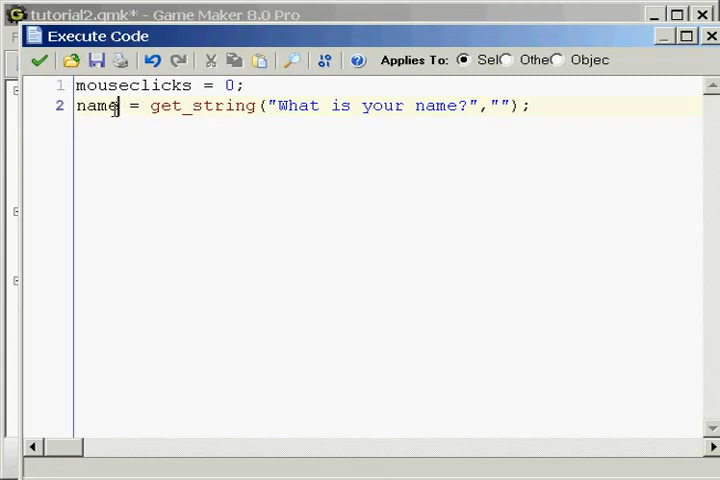 tutorial2.gmk* - Game Maker 8.0 Pro
Execute Code
Applies To: Self Othe Objec
1 mouseclicks = 0;
2 name = get_string("What is your name?","");